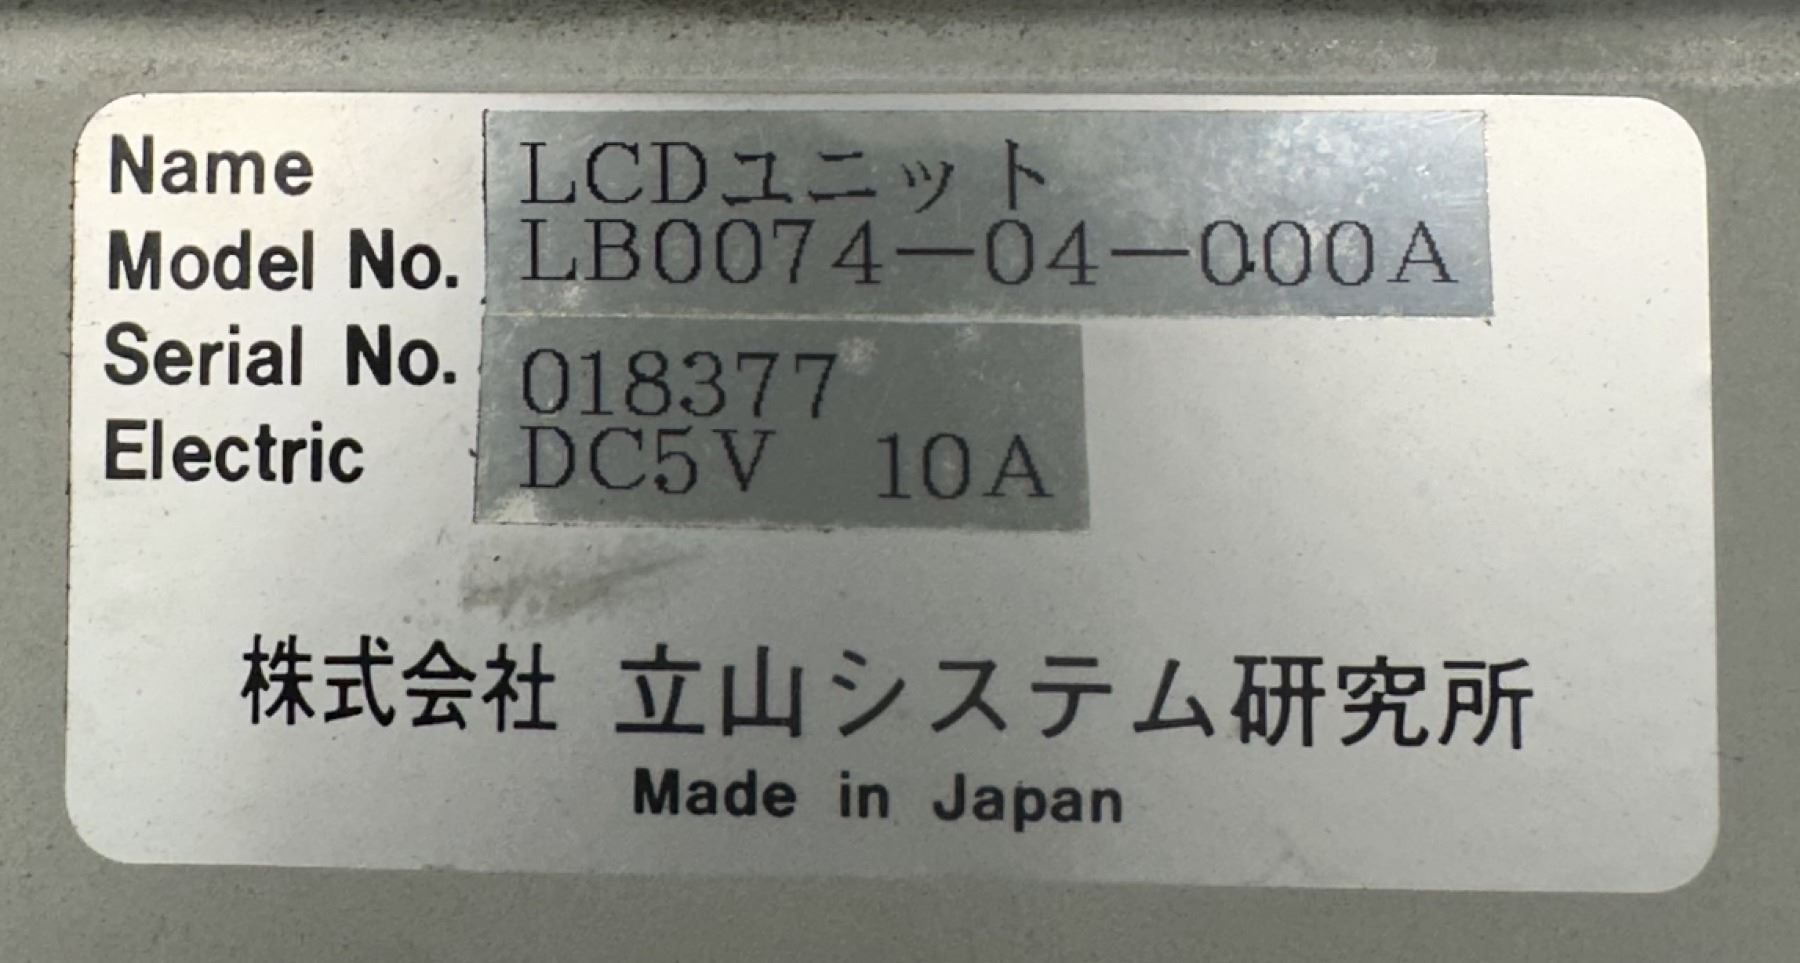 Name LCDユニット
Model No. LB0074-04-000A
Serial No. 018377
Electric DC5V 10A
株式会社 立山システム研究所
Made in Japan